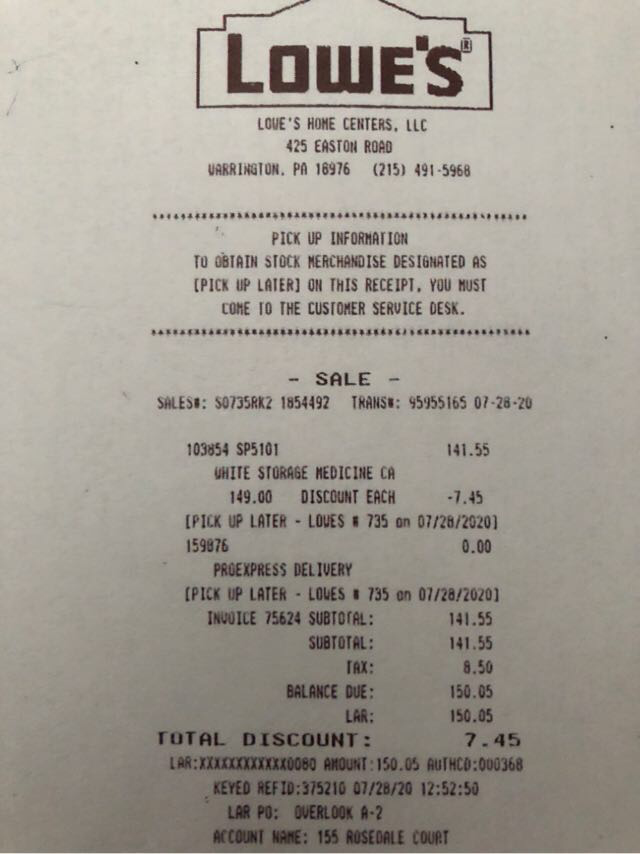 LOWE'S®
LOWE'S HOME CENTERS, LLC
425 EASTON ROAD
WARRINGTON, PA 18976 (215) 491-5968
PICK UP INFORMATION
TO OBTAIN STOCK MERCHANDISE DESIGNATED AS
[PICK UP LATER] ON THIS RECEIPT, YOU MUST
COME TO THE CUSTOMER SERVICE DESK.
- SALE -
SALES#: S0735RK2 1854492 TRANS#: 95955165 07-28-20
103854 SP5101 141.55
WHITE STORAGE MEDICINE CA
149.00 DISCOUNT EACH -7.45
[PICK UP LATER - LOWES # 735 on 07/28/2020]
159876 0.00
PROEXPRESS DELIVERY
[PICK UP LATER - LOWES # 735 on 07/28/2020]
INVOICE 75624 SUBTOTAL: 141.55
SUBTOTAL: 141.55
TAX: 8.50
BALANCE DUE: 150.05
LAR: 150.05
TOTAL DISCOUNT: 7.45
LAR:XXXXXXXXXXXX0080 AMOUNT:150.05 AUTHCD:000368
KEYED REFID:375210 07/28/20 12:52:50
LAR PO: OVERLOOK A-2
ACCOUNT NAME: 155 ROSEDALE COURT